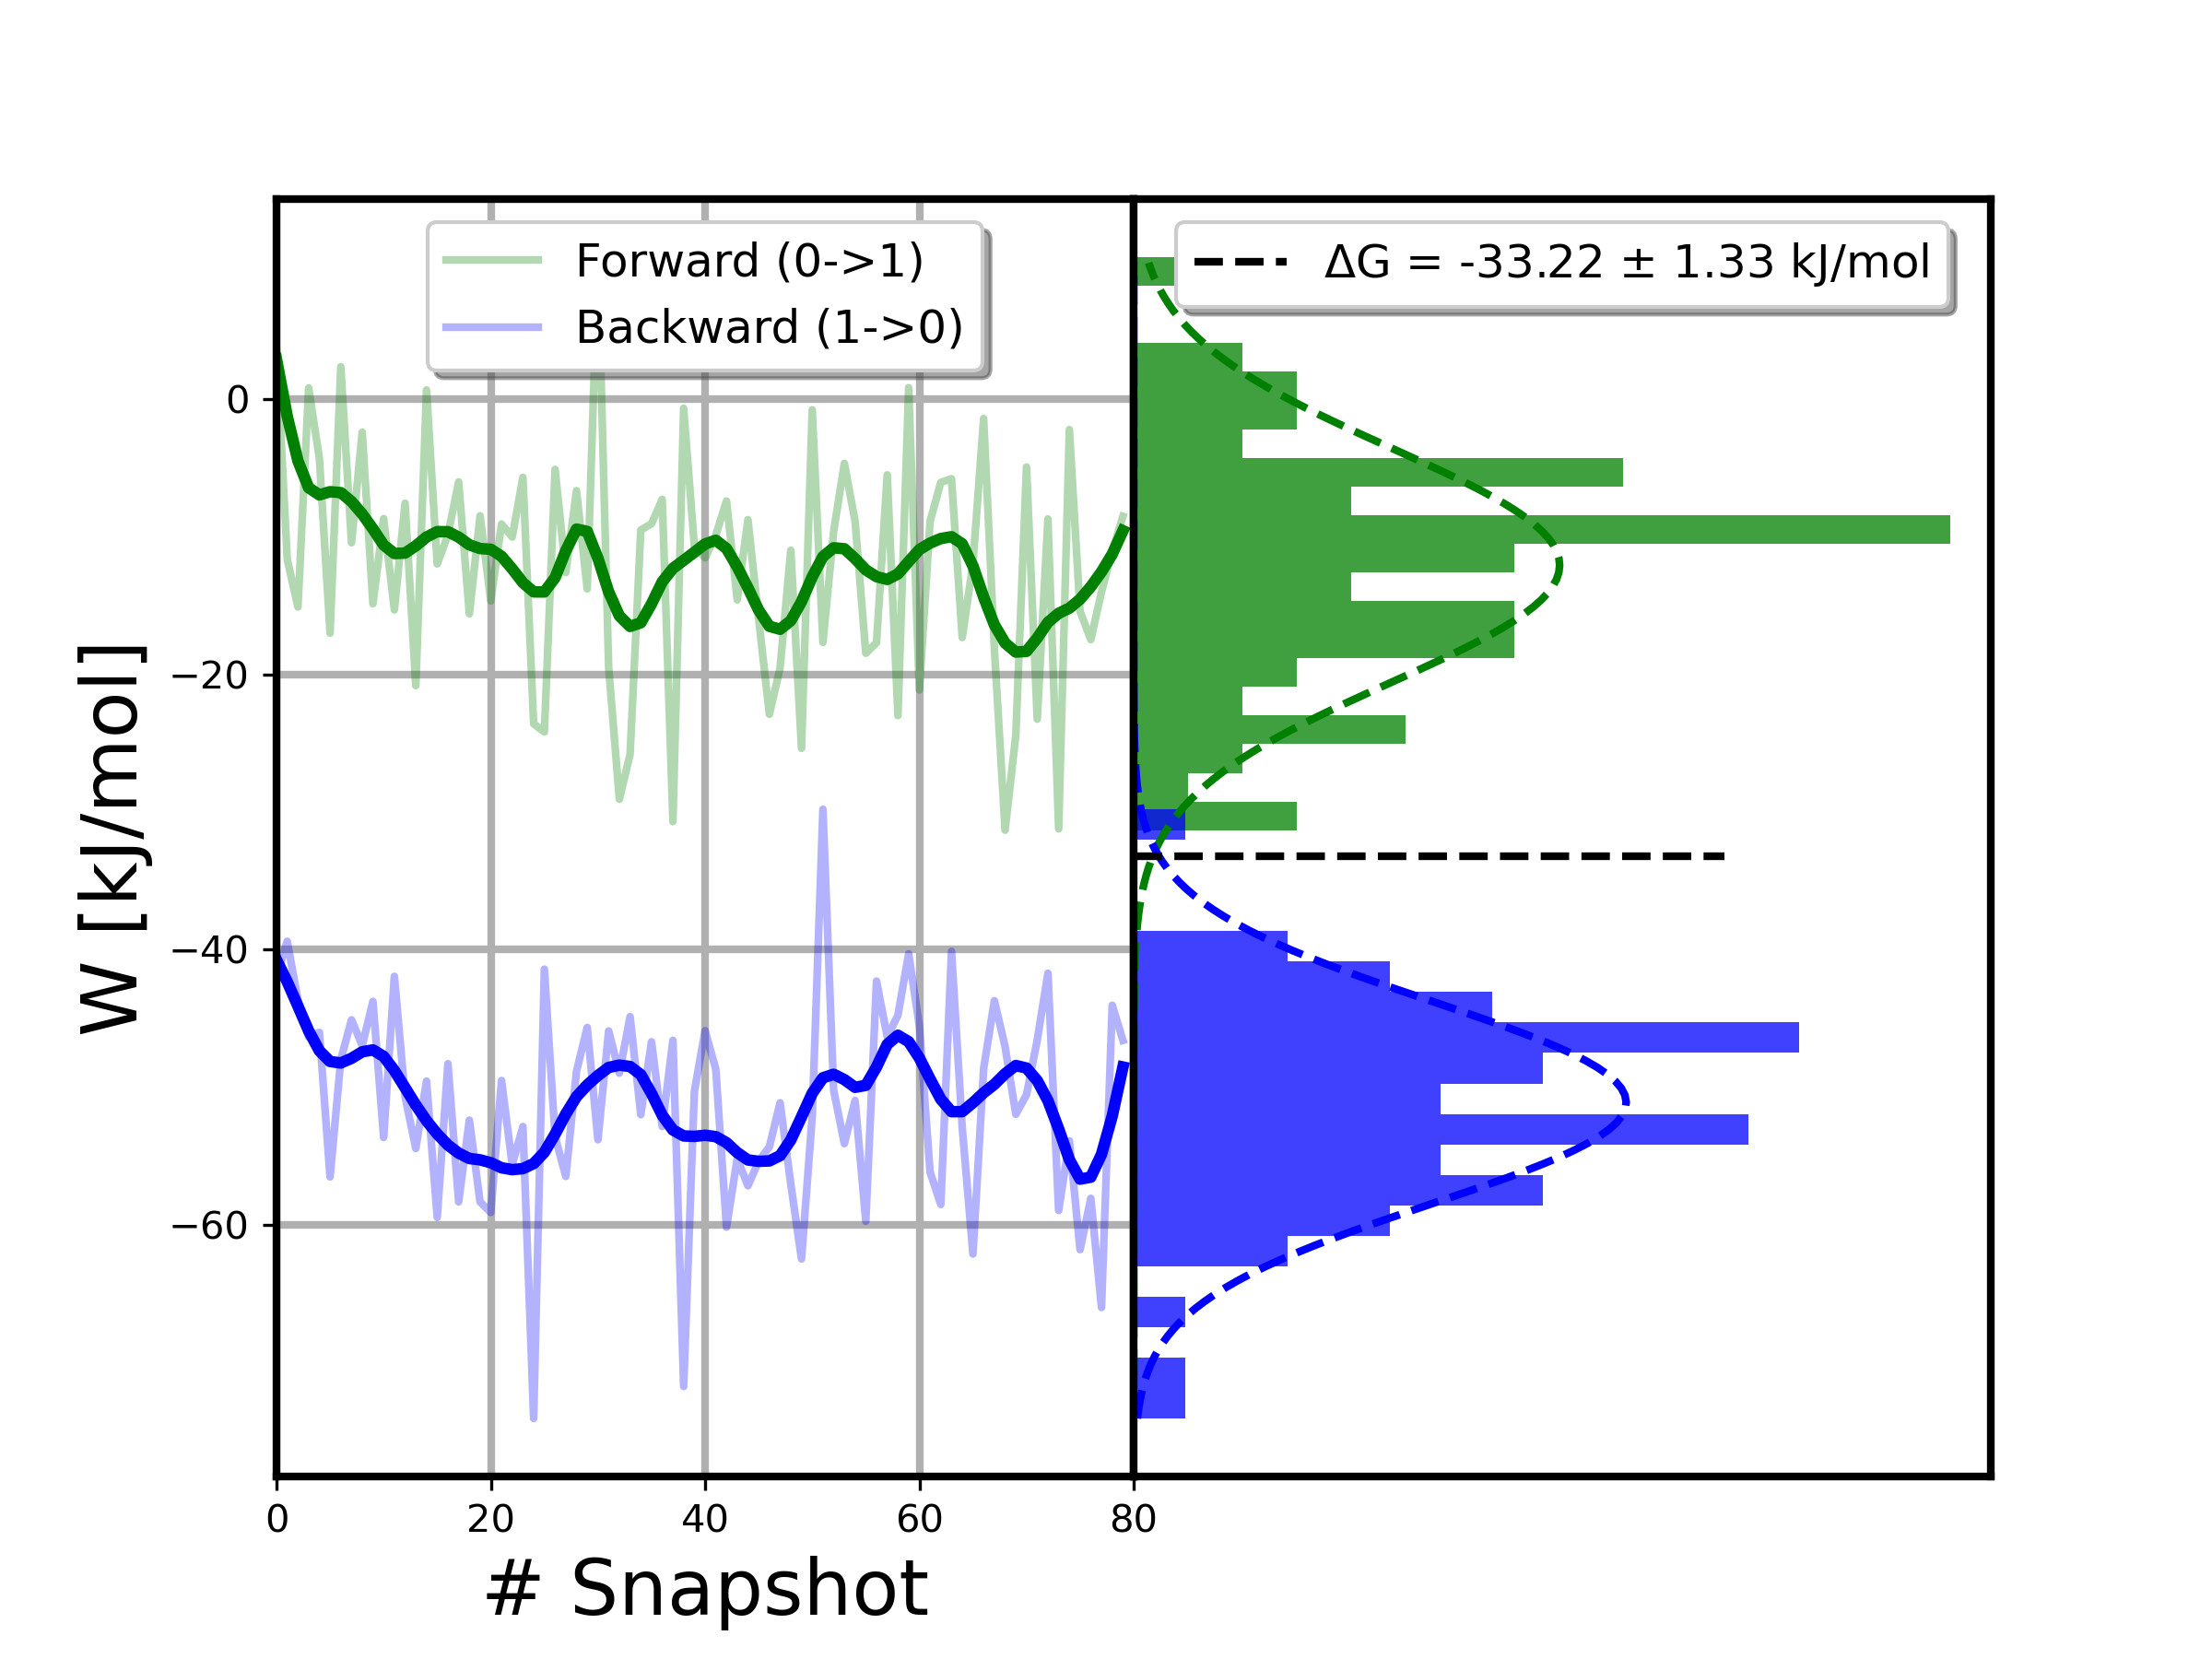 Forward (0->1)
Backward (1->0)
ΔG = -33.22 ± 1.33 kJ/mol
W [kJ/mol]
0
−20
−40
−60
0 20 40 60 80
# Snapshot